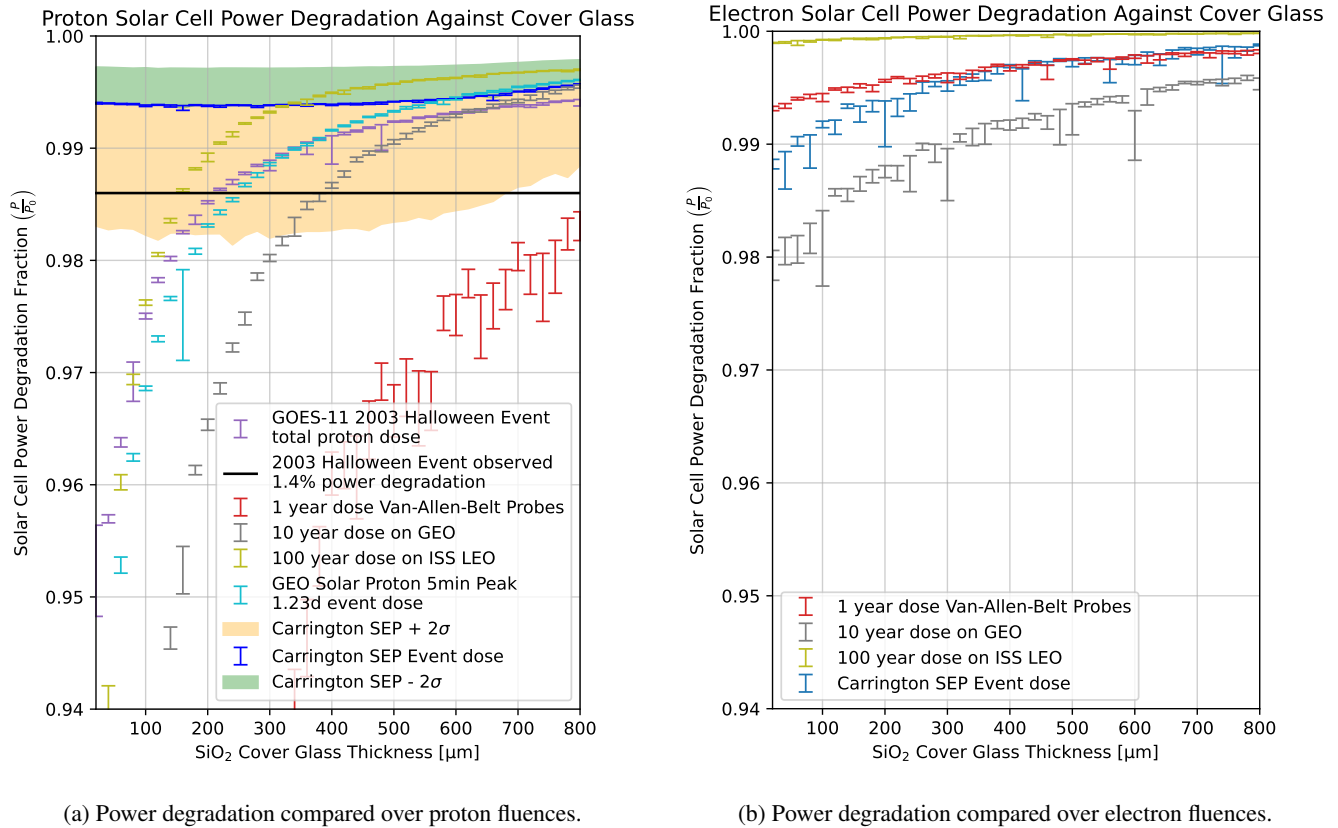 Proton Solar Cell Power Degradation Against Cover Glass
1.00
0.99
0.98
0.97
0.96
0.95
0.94
Solar Cell Power Degradation Fraction (P/P₀)
GOES-11 2003 Halloween Event
total proton dose
2003 Halloween Event observed
1.4% power degradation
1 year dose Van-Allen-Belt Probes
10 year dose on GEO
100 year dose on ISS LEO
GEO Solar Proton 5min Peak
1.23d event dose
Carrington SEP + 2σ
Carrington SEP Event dose
Carrington SEP - 2σ
100 200 300 400 500 600 700 800
SiO₂ Cover Glass Thickness [μm]
(a) Power degradation compared over proton fluences.
Electron Solar Cell Power Degradation Against Cover Glass
1.00
0.99
0.98
0.97
0.96
0.95
0.94
Solar Cell Power Degradation Fraction (P/P₀)
1 year dose Van-Allen-Belt Probes
10 year dose on GEO
100 year dose on ISS LEO
Carrington SEP Event dose
100 200 300 400 500 600 700 800
SiO₂ Cover Glass Thickness [μm]
(b) Power degradation compared over electron fluences.